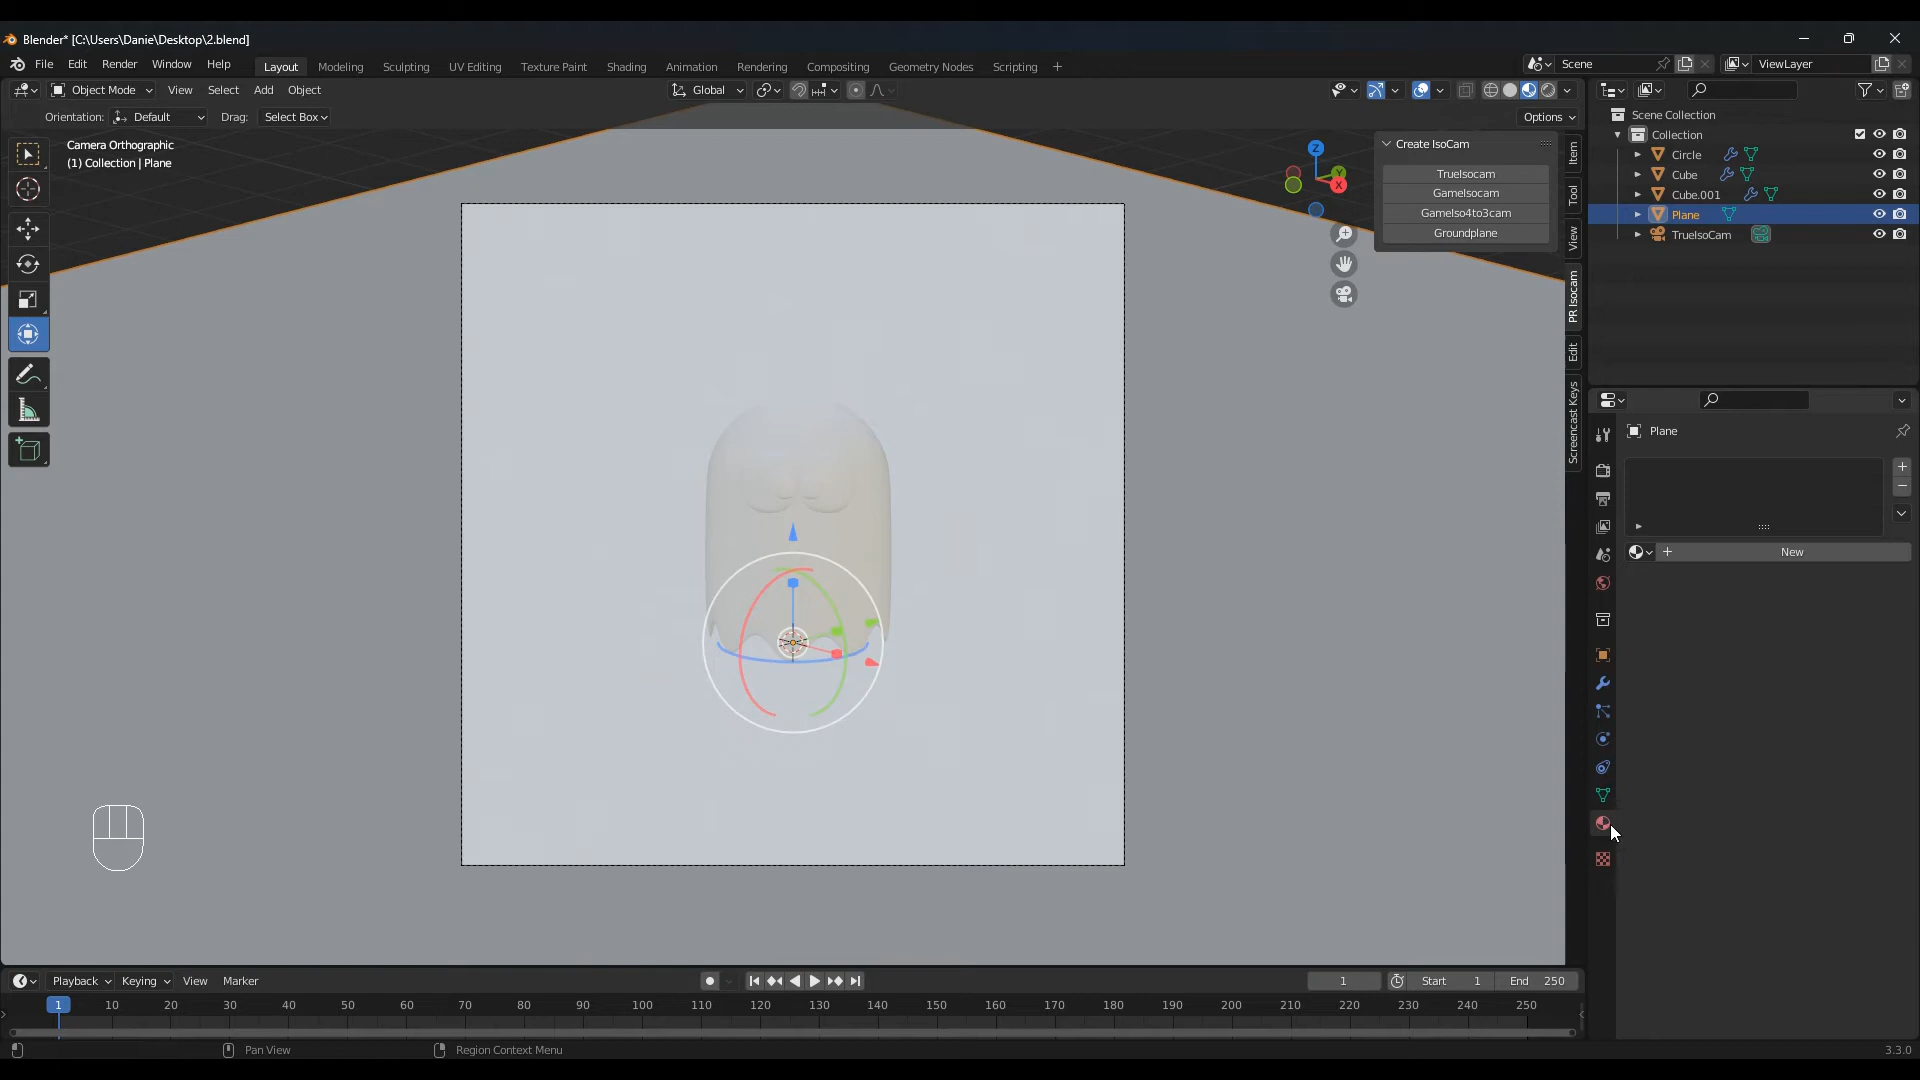 Blender* [C:\Users\Danie\Desktop\2.blend]
File Edit Render Window Help Layout Modeling Sculpting UV Editing Texture Paint Shading Animation Rendering Compositing Geometry Nodes Scripting + Scene ViewLayer
Object Mode View Select Add Object Global
Orientation: Default Drag: Select Box Options
Camera Orthographic
(1) Collection | Plane
Z
Y
X
Create IsoCam
TrueIsocam
GameIsocam
GameIso4to3cam
Groundplane
Item
Tool
View
PR Isocam
Edit
Screencast Keys
Scene Collection
Collection
Circle
Cube
Cube.001
Plane
TrueIsoCam
Plane
New
Playback Keying View Marker 1 Start 1 End 250
1 10 20 30 40 50 60 70 80 90 100 110 120 130 140 150 160 170 180 190 200 210 220 230 240 250
Pan View Region Context Menu 3.3.0